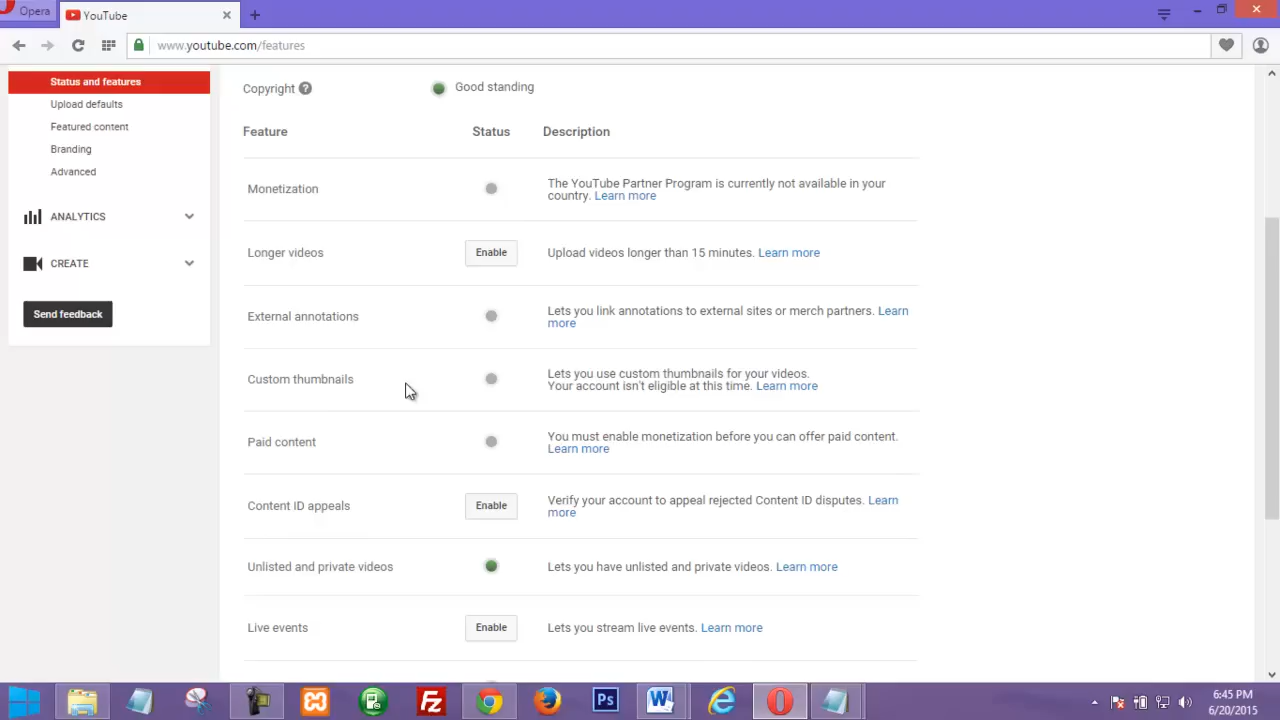 Opera
YouTube
www.youtube.com/features
Status and features
Upload defaults
Featured content
Branding
Advanced
ANALYTICS
CREATE
Send feedback
Copyright ?
Good standing
Feature Status Description
Monetization
The YouTube Partner Program is currently not available in your
country. Learn more
Longer videos Enable Upload videos longer than 15 minutes. Learn more
External annotations
Lets you link annotations to external sites or merch partners. Learn
more
Custom thumbnails
Lets you use custom thumbnails for your videos.
Your account isn't eligible at this time. Learn more
Paid content
You must enable monetization before you can offer paid content.
Learn more
Content ID appeals Enable
Verify your account to appeal rejected Content ID disputes. Learn
more
Unlisted and private videos Lets you have unlisted and private videos. Learn more
Live events Enable Lets you stream live events. Learn more
Fz
Ps
W
6:45 PM
6/20/2015